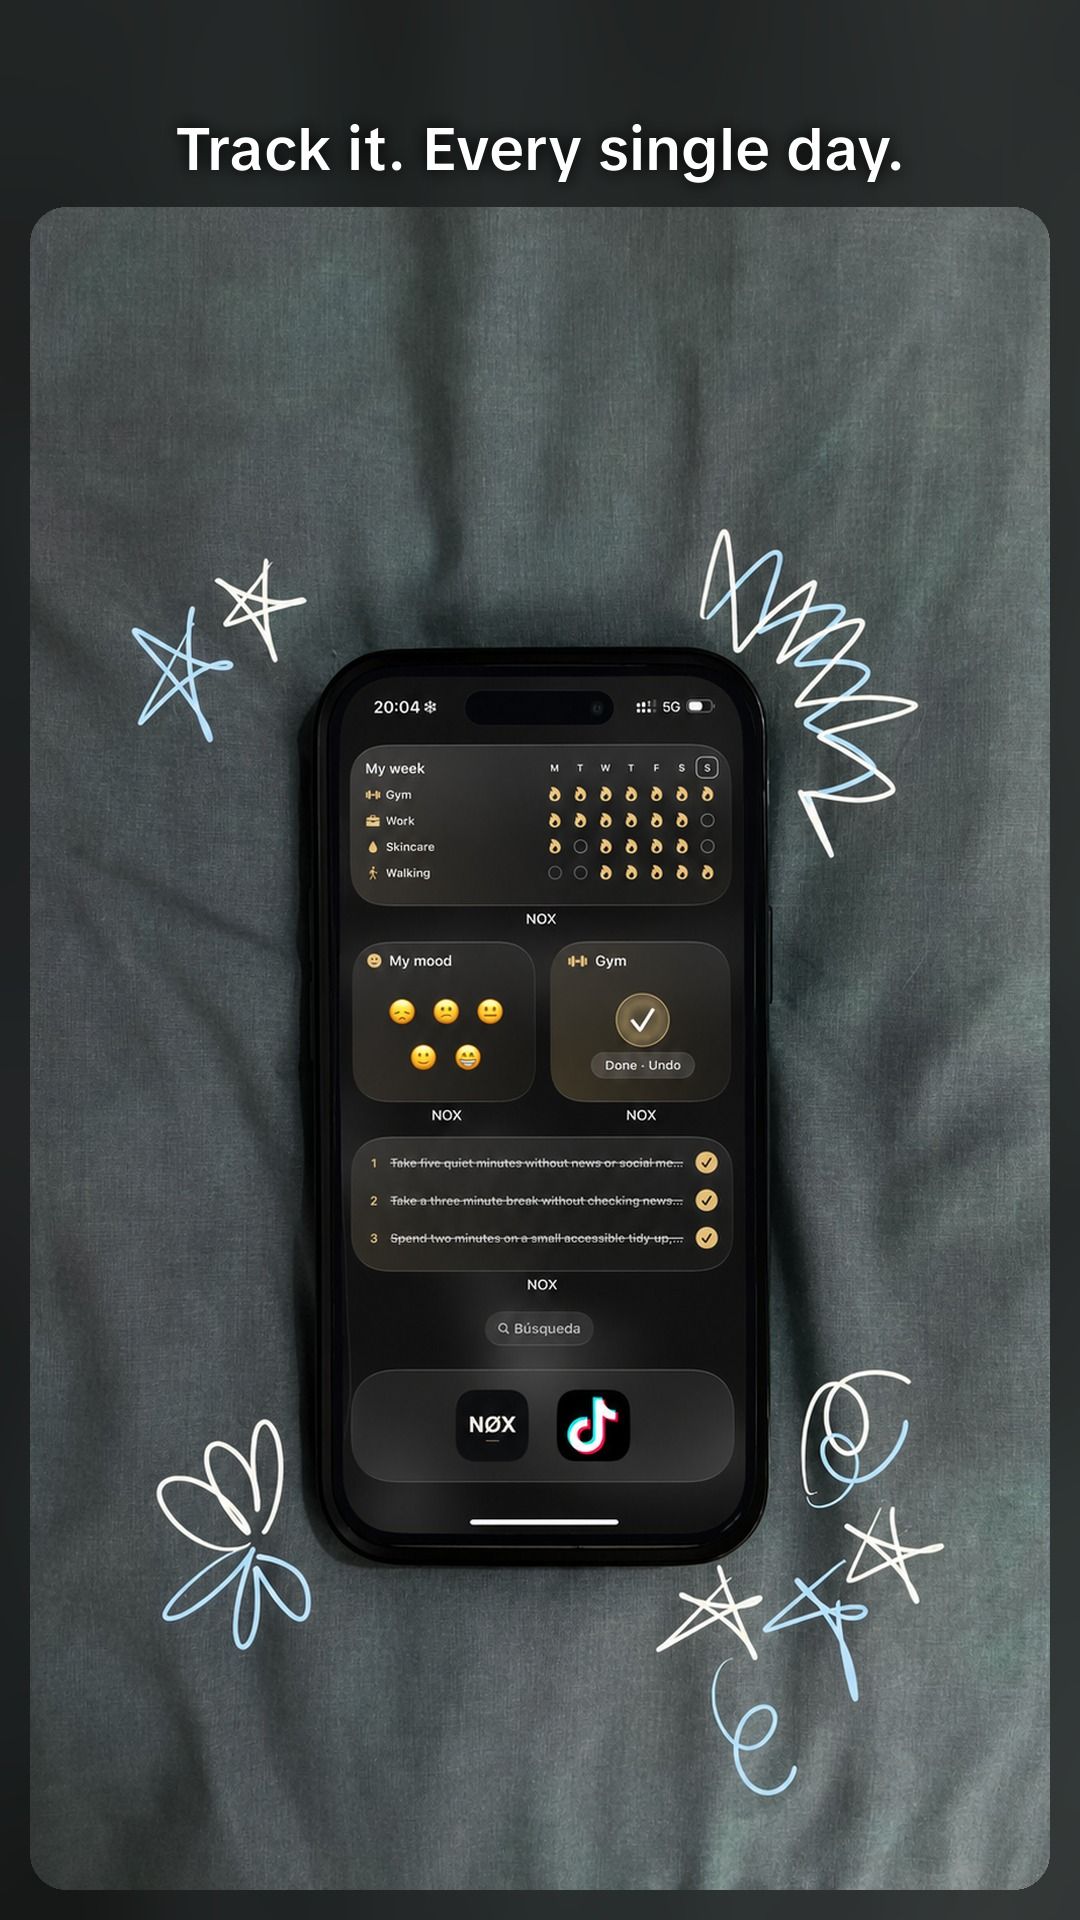 Track it. Every single day.
20:04 5G
My week M T W T F S S
Gym
Work
Skincare
Walking
NOX
My mood
Gym
Done · Undo
NOX NOX
1 Take five quiet minutes without news or social me...
2 Take a three minute break without checking news...
3 Spend two minutes on a small accessible tidy up,...
NOX
Búsqueda
NØX